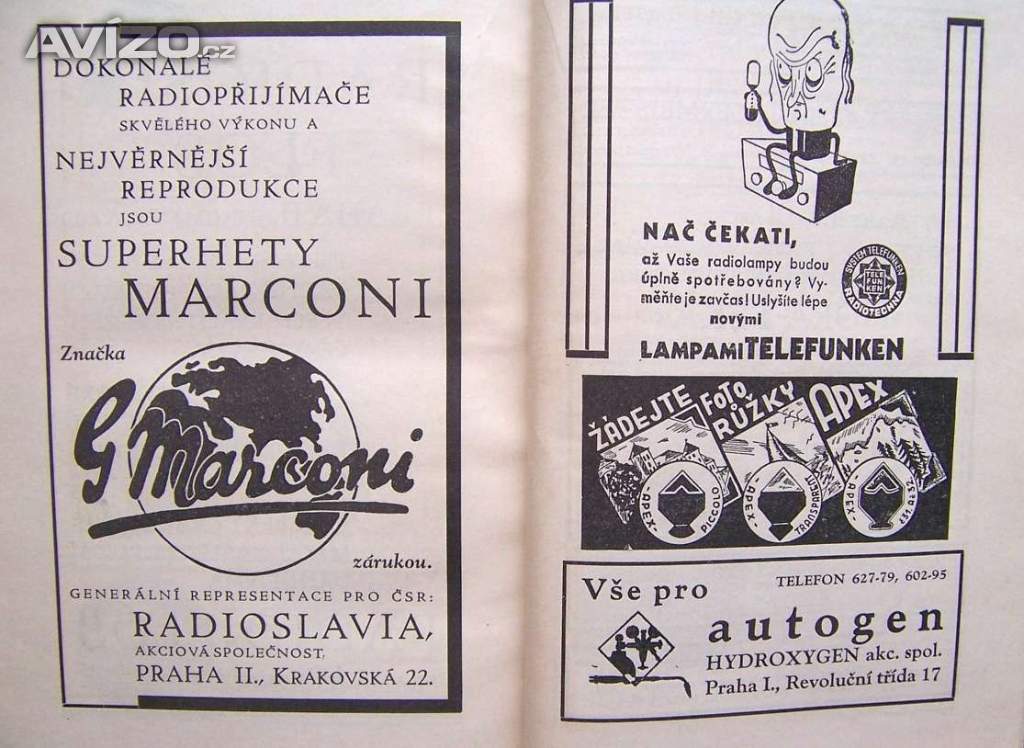 AVÍZO.cz
DOKONALÉ
RADIOPŘIJÍMAČE
SKVĚLÉHO VÝKONU A
NEJVĚRNĚJŠÍ
REPRODUKCE
JSOU
SUPERHETY
MARCONI
Značka
G Marconi
zárukou.
GENERÁLNÍ REPRESENTACE PRO ČSR:
RADIOSLAVIA,
AKCIOVÁ SPOLEČNOST,
PRAHA II., KRAKOVSKÁ 22.
NAČ ČEKATI,
až Vaše radiolampy budou
úplně spotřebovány? Vy-
měňte je zavčas! Uslyšíte lépe
novými
LAMPAMI TELEFUNKEN
SYSTEM TELEFUNKEN
TELE
FUN
KEN
RADIOTECHNA
ŽÁDEJTE
FOTO
RŮŽKY
APEX
APEX-
PICCOLO
-APEX-
TRANSPARENT
-APEX-
Vše pro
TELEFON 627-79, 602-95
autogen
HYDROXYGEN akc. spol.
Praha I., Revoluční třída 17